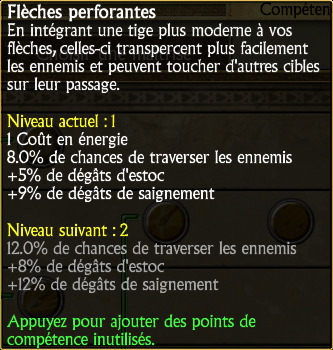 Compéten
Flèches perforantes
En intégrant une tige plus moderne à vos
flèches, celles-ci transpercent plus facilement
les ennemis et peuvent toucher d'autres cibles
sur leur passage.
Niveau actuel : 1
1 Coût en énergie
8.0% de chances de traverser les ennemis
+5% de dégâts d'estoc
+9% de dégâts de saignement
Niveau suivant : 2
12.0% de chances de traverser les ennemis
+8% de dégâts d'estoc
+12% de dégâts de saignement
Appuyez pour ajouter des points de
compétence inutilisés.